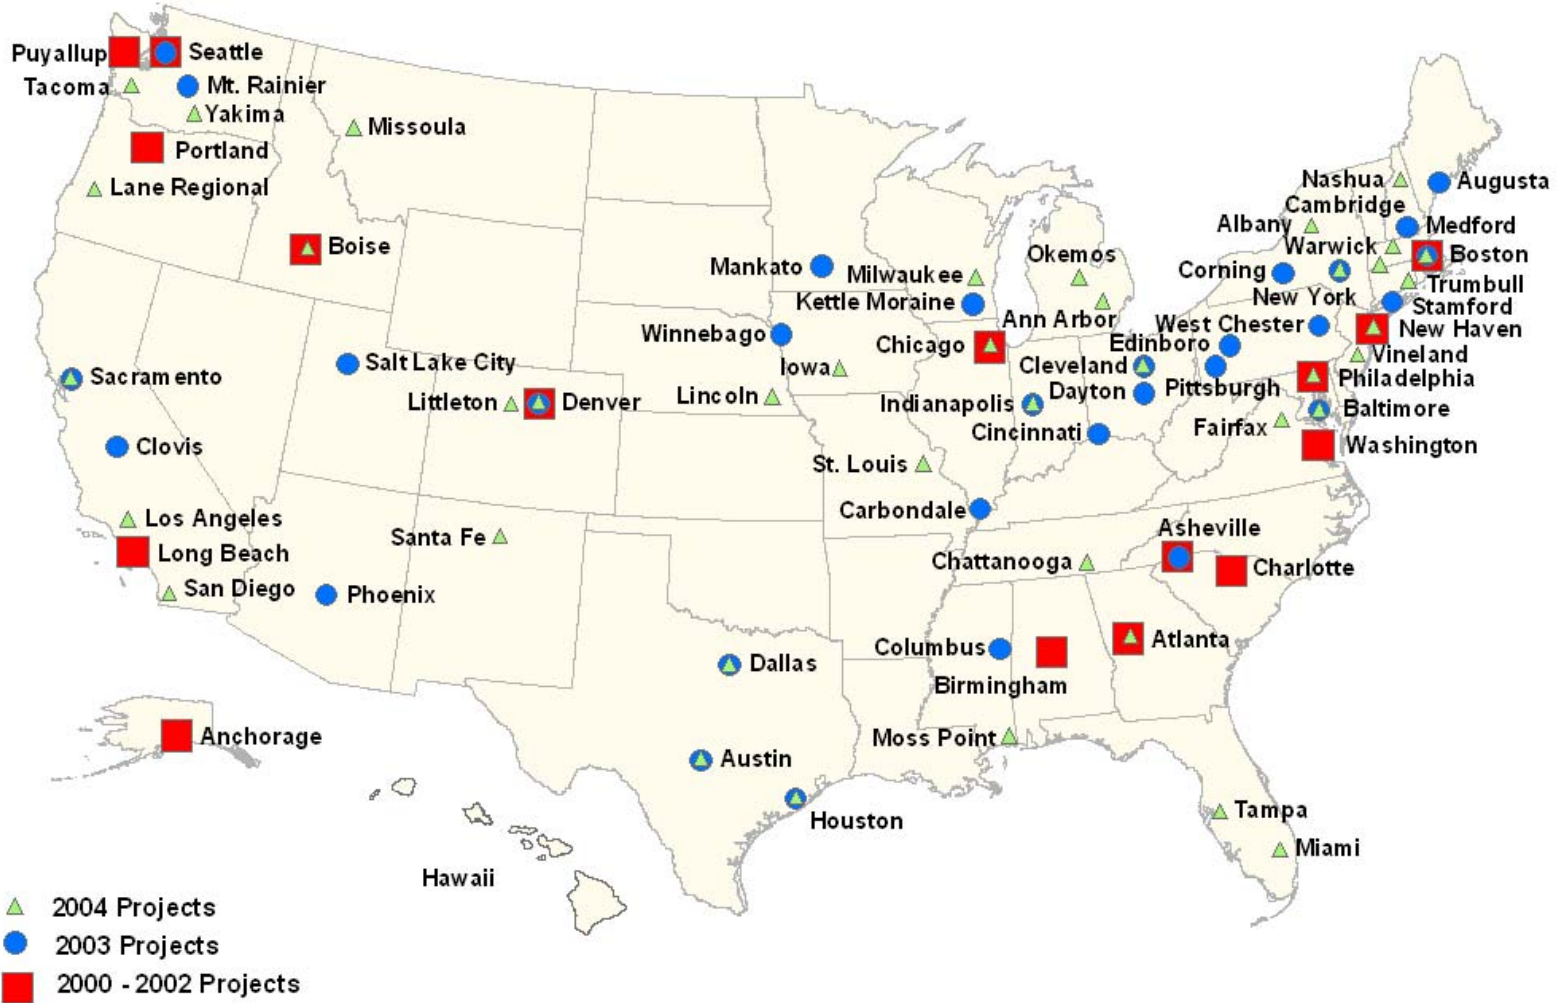 Puyallup
Seattle
Tacoma
Mt. Rainier
Yakima
Missoula
Portland
Lane Regional
Boise
Nashua
Augusta
Cambridge
Albany
Medford
Warwick
Boston
Okemos
Mankato
Milwaukee
Corning
Trumbull
Kettle Moraine
New York
Stamford
Ann Arbor
West Chester
New Haven
Winnebago
Chicago
Edinboro
Vineland
Salt Lake City
Iowa
Cleveland
Sacramento
Philadelphia
Pittsburgh
Dayton
Lincoln
Littleton
Denver
Indianapolis
Baltimore
Fairfax
Cincinnati
Washington
Clovis
St. Louis
Carbondale
Los Angeles
Asheville
Santa Fe
Long Beach
Chattanooga
Charlotte
San Diego
Phoenix
Atlanta
Columbus
Dallas
Birmingham
Anchorage
Moss Point
Austin
Tampa
Houston
Miami
Hawaii
2004 Projects
2003 Projects
2000 - 2002 Projects